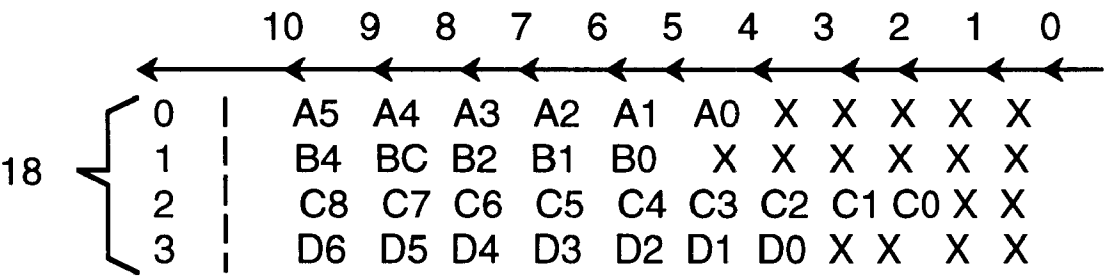 10 9 8 7 6 5 4 3 2 1 0
0 A5 A4 A3 A2 A1 A0 X X X X X
1 B4 BC B2 B1 B0 X X X X X X
18
2 C8 C7 C6 C5 C4 C3 C2 C1 C0 X X
3 D6 D5 D4 D3 D2 D1 D0 X X X X